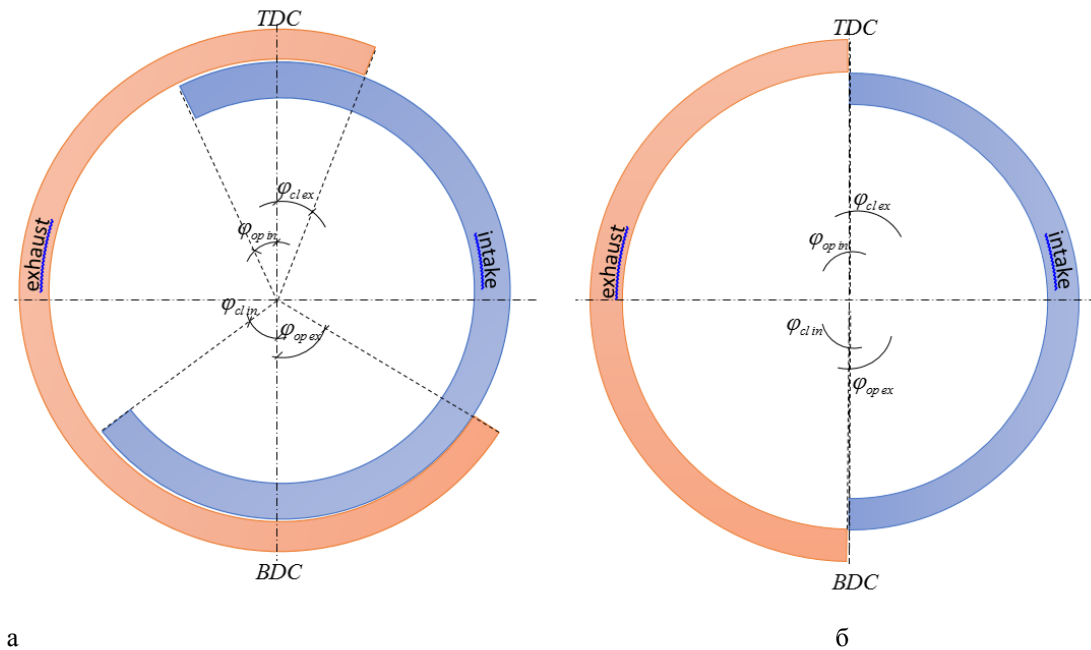 TDC
φcl ex
φop in
exhaust
intake
φcl in
φop ex
BDC
а
TDC
φcl ex
φop in
exhaust
intake
φcl in
φop ex
BDC
б